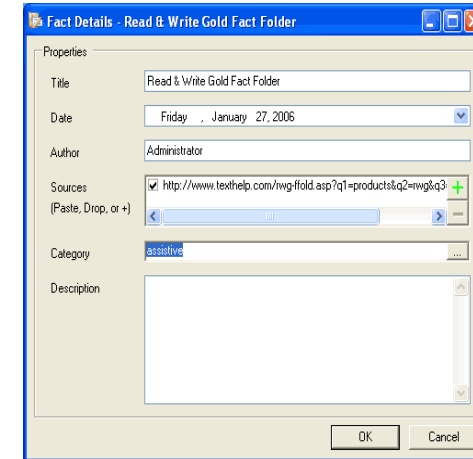 Fact Details - Read & Write Gold Fact Folder
Properties
Title
Read & Write Gold Fact Folder
Date
Friday , January 27, 2006
Author
Administrator
Sources
(Paste, Drop, or +)
http://www.texthelp.com/rwg-ffold.asp?q1=products&q2=rwg&q3=
Category
assistive
...
Description
OK
Cancel